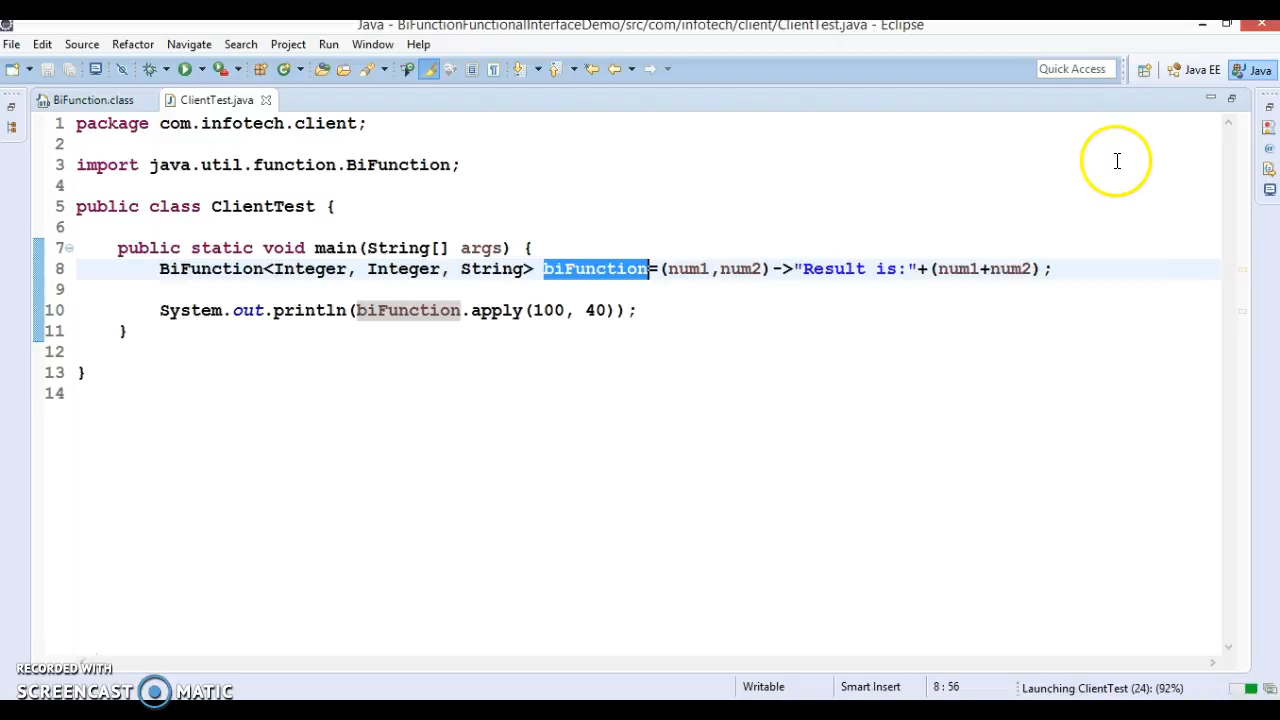 Java - BiFunctionFunctionalInterfaceDemo/src/com/infotech/client/ClientTest.java - Eclipse
File Edit Source Refactor Navigate Search Project Run Window Help
Quick Access Java EE Java
BiFunction.class ClientTest.java
1 package com.infotech.client;
2
3 import java.util.function.BiFunction;
4
5 public class ClientTest {
6
7 public static void main(String[] args) {
8 BiFunction<Integer, Integer, String> biFunction=(num1,num2)->"Result is:"+(num1+num2);
9
10 System.out.println(biFunction.apply(100, 40));
11 }
12
13 }
14
RECORDED WITH
SCREENCAST MATIC
Writable Smart Insert 8 : 56 Launching ClientTest (24): (92%)